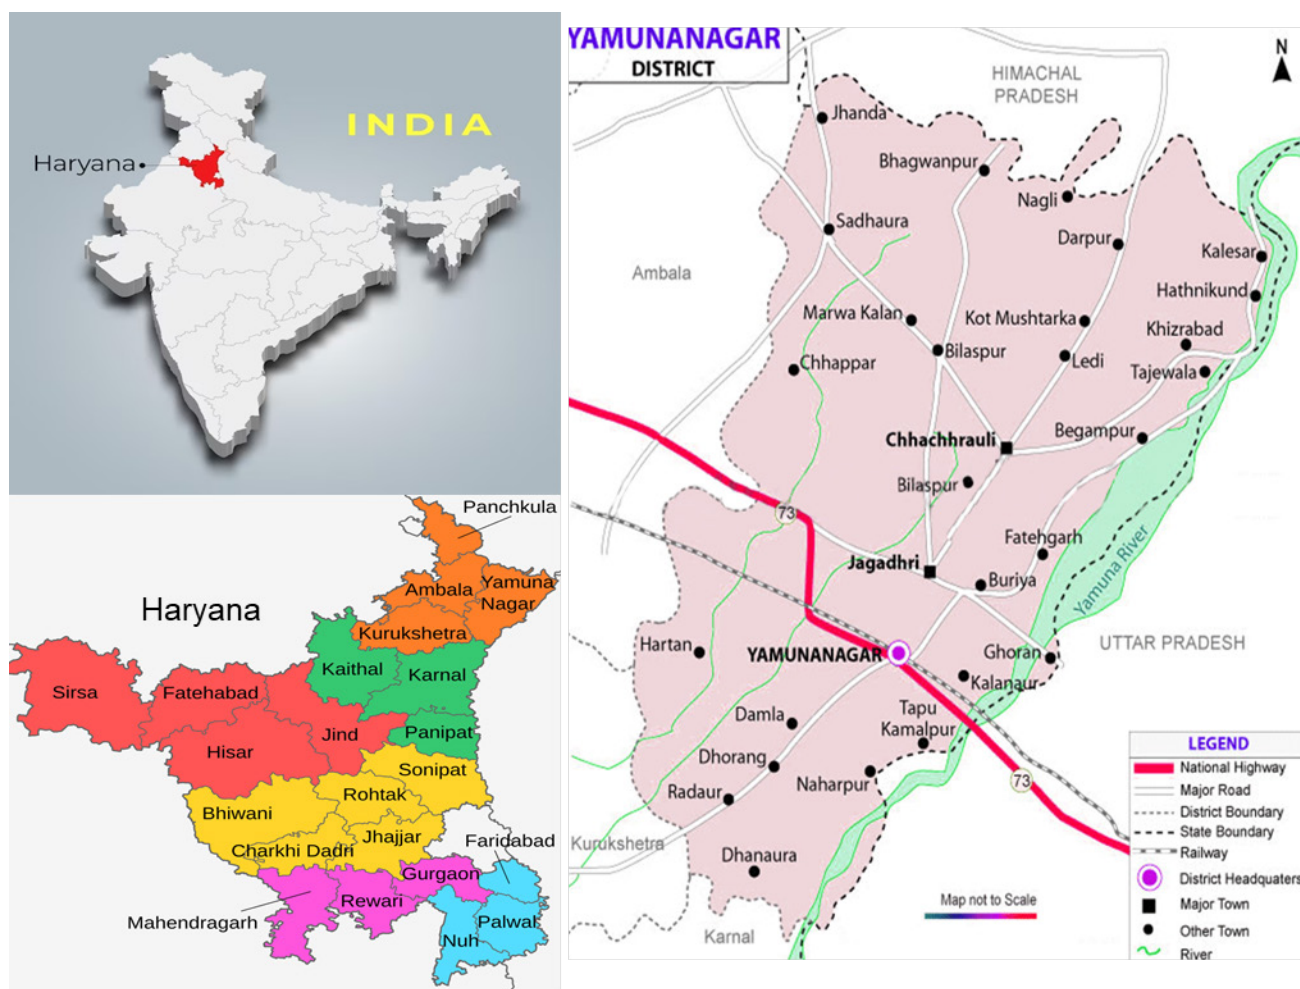 INDIA
Haryana
Panchkula
Ambala
Yamuna
Nagar
Haryana
Kurukshetra
Kaithal
Karnal
Sirsa
Fatehabad
Hisar
Jind
Panipat
Sonipat
Bhiwani
Rohtak
Jhajjar
Faridabad
Charkhi Dadri
Gurgaon
Mahendragarh
Rewari
Palwal
Nuh
YAMUNANAGAR
DISTRICT
N
HIMACHAL
PRADESH
Jhanda
Bhagwanpur
Nagli
Sadhaura
Darpur
Kalesar
Ambala
Hathnikund
Marwa Kalan
Kot Mushtarka
Khizrabad
Bilaspur
Chhappar
Ledi
Tajewala
Chhachhrauli
Begampur
Bilaspur
73
Fatehgarh
Jagadhri
Buriya
Yamuna River
Hartan
YAMUNANAGAR
Ghoran
UTTAR PRADESH
Kalanaur
Damla
Tapu
Kamalpur
Dhorang
Naharpur
73
Radaur
Kurukshetra
Dhanaura
Karnal
Map not to Scale
LEGEND
National Highway
Major Road
District Boundary
State Boundary
Railway
District Headquaters
Major Town
Other Town
River